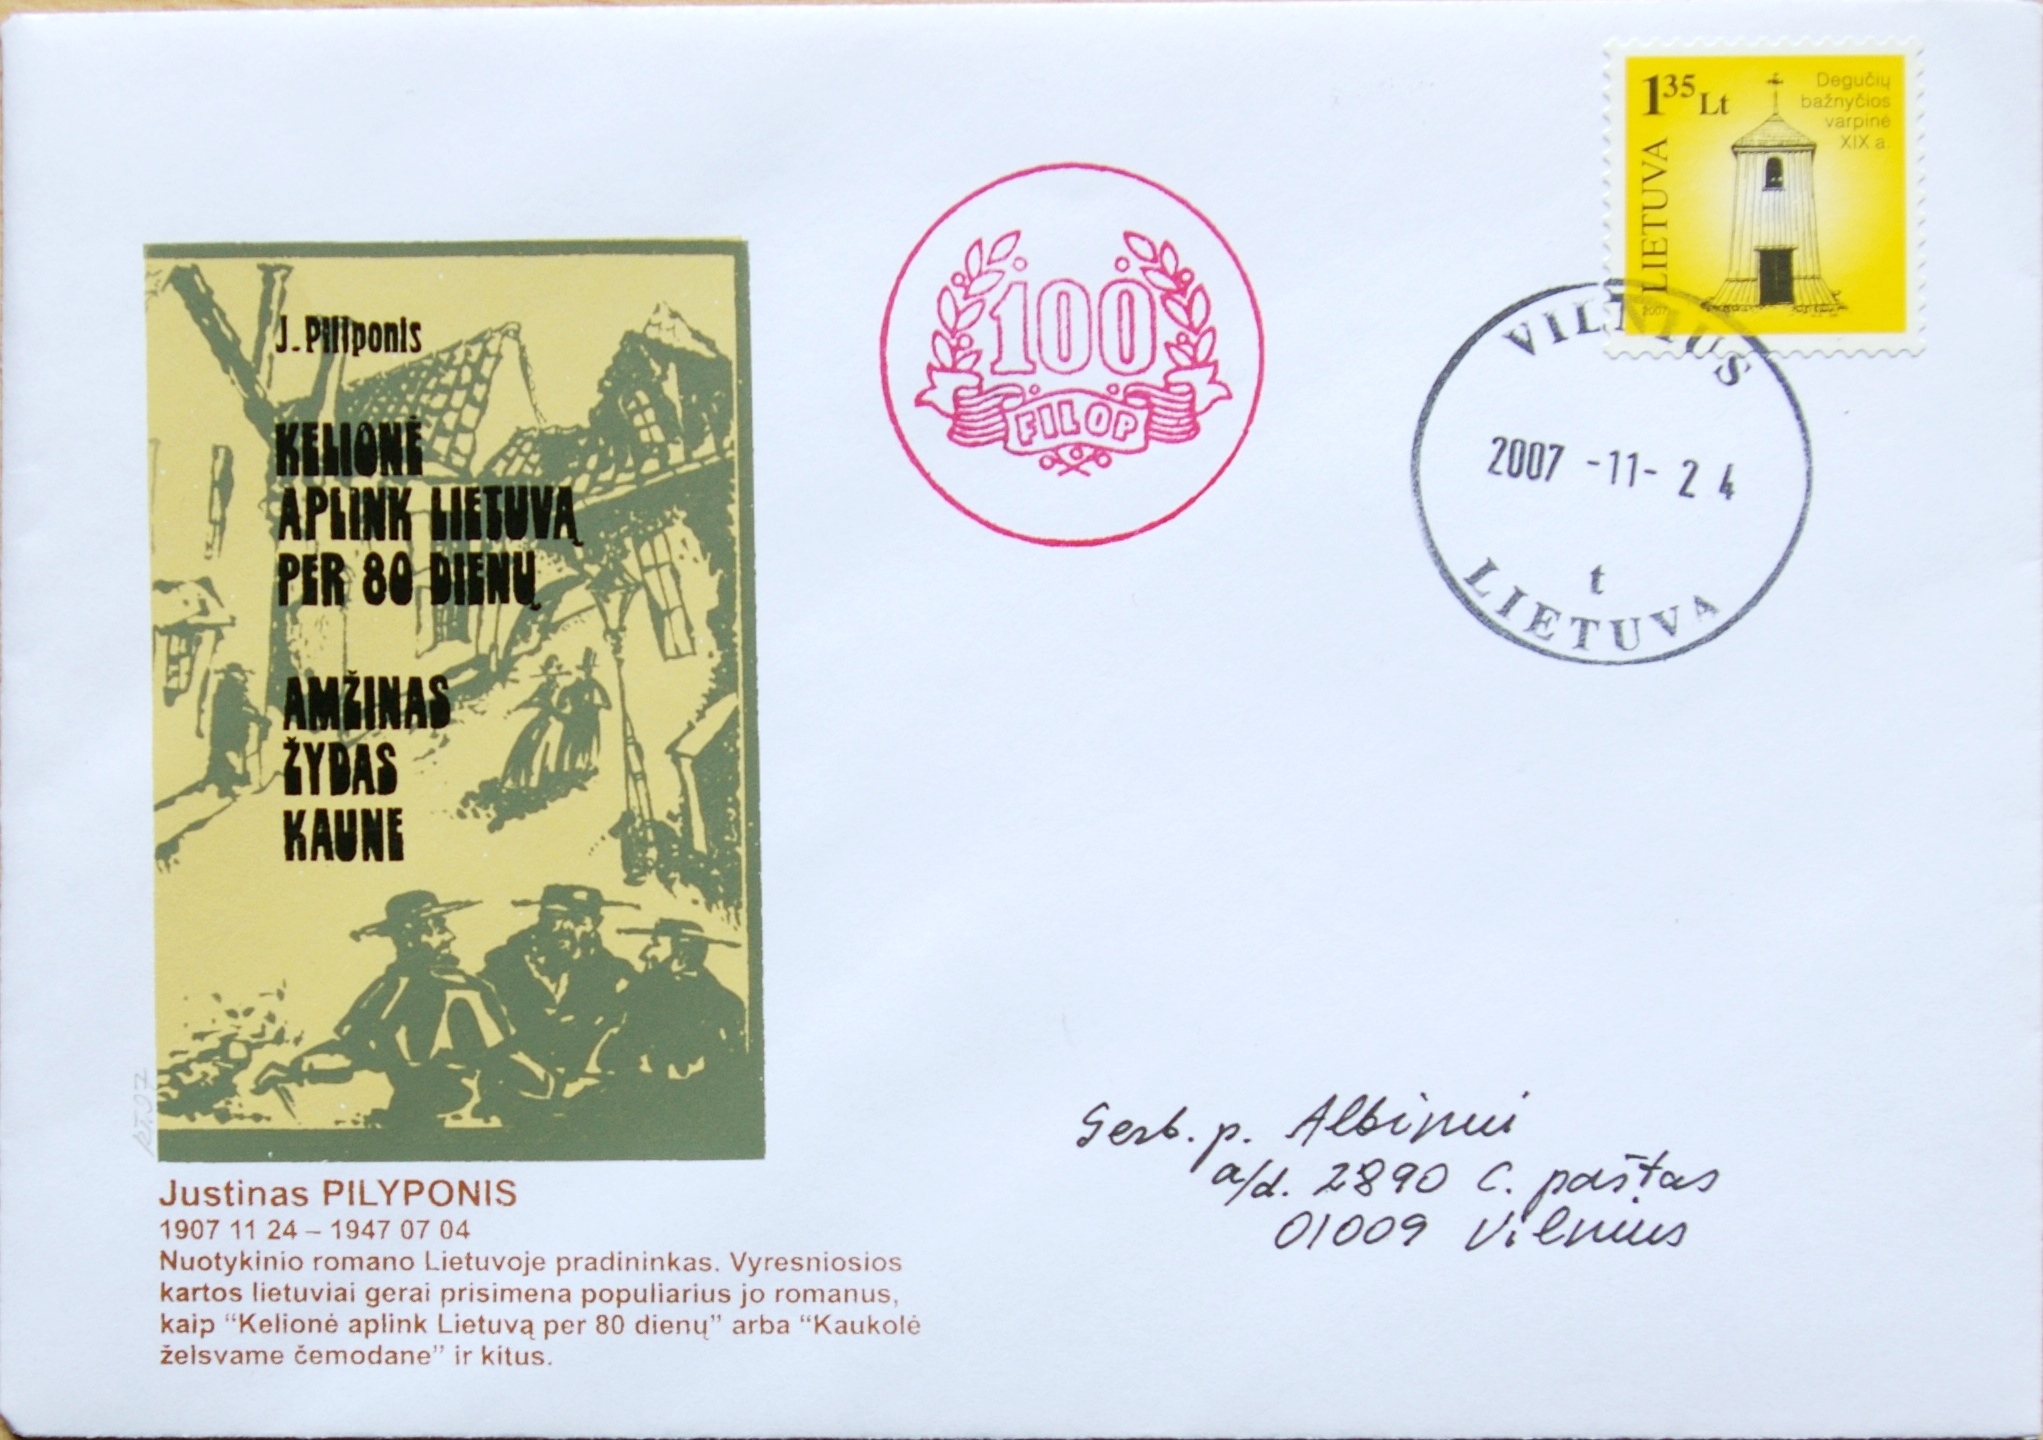 J. Piliponis
KELIONĖ
APLINK LIETUVĄ
PER 80 DIENŲ
AMŽINAS
ŽYDAS
KAUNE
Justinas PILYPONIS
1907 11 24 – 1947 07 04
Nuotykinio romano Lietuvoje pradininkas. Vyresniosios
kartos lietuviai gerai prisimena populiarius jo romanus,
kaip “Kelionė aplink Lietuvą per 80 dienų” arba “Kaukolė
želsvame čemodane” ir kitus.
100
FILOP
1 35 Lt
LIETUVA
Degučių
bažnyčios
varpinė
XIX a.
2007
VILNIUS
2007 -11- 2 4
t
LIETUVA
Gerb. p. Albinui
a/d. 2890 C. paštas
01009 Vilnius